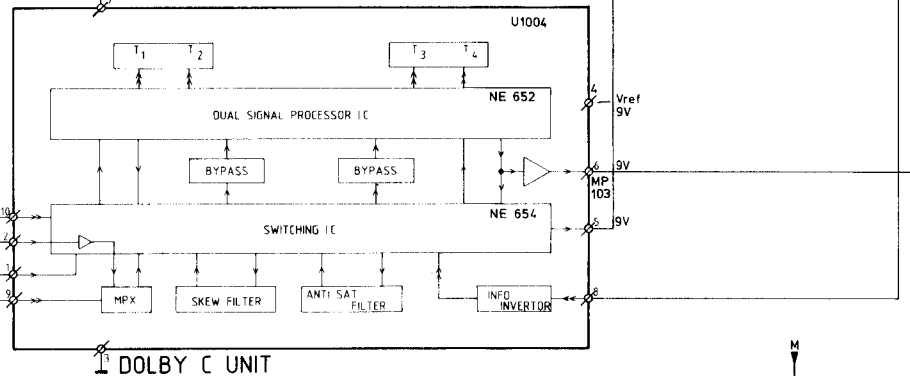 U1004
T1 T2 T3 T4
NE 652
DUAL SIGNAL PROCESSOR IC
4
Vref
9V
BYPASS BYPASS
6 9V
MP
103
NE 654
10
SWITCHING IC
5 9V
2
1
9
MPX
SKEW FILTER
ANTI SAT
FILTER
INFO
INVERTOR
8
3
DOLBY C UNIT
M